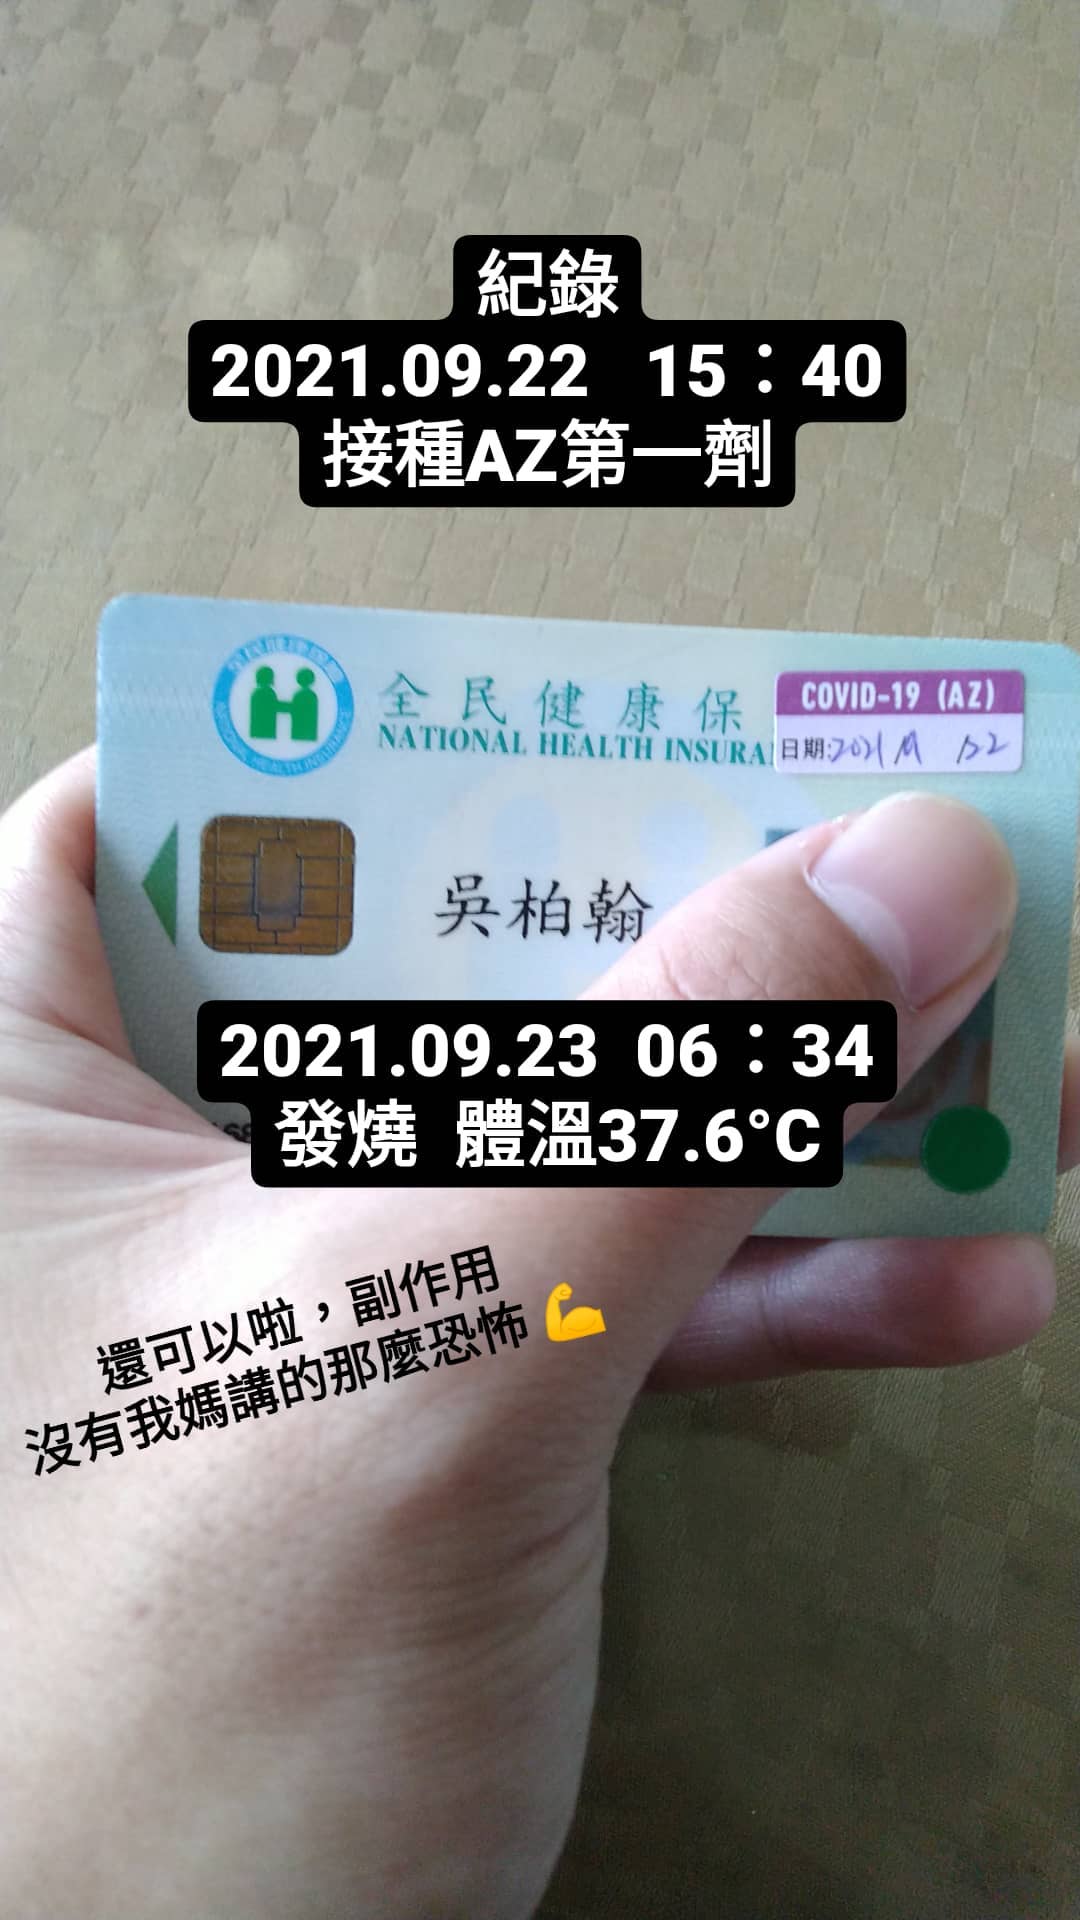 紀錄
2021.09.22 15：40
接種AZ第一劑
全民健康保
NATIONAL HEALTH INSURA
COVID-19 (AZ)
日期:2021
22
吳柏翰
2021.09.23 06：34
發燒 體溫37.6°C
還可以啦，副作用
沒有我媽講的那麼恐怖💪